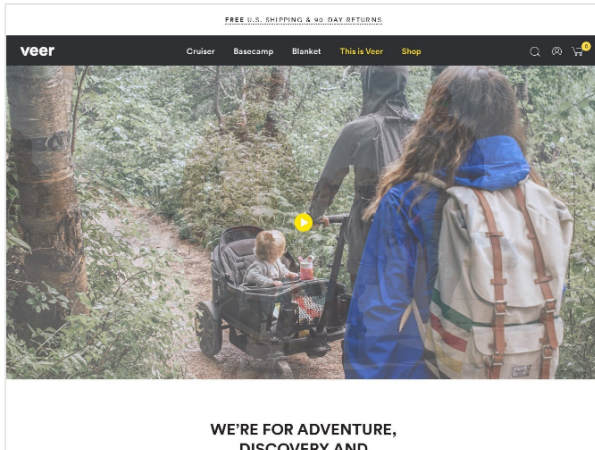 FREE U.S. SHIPPING & 90-DAY RETURNS
veer
Cruiser Basecamp Blanket This is Veer Shop
0
WE'RE FOR ADVENTURE,
DISCOVERY AND